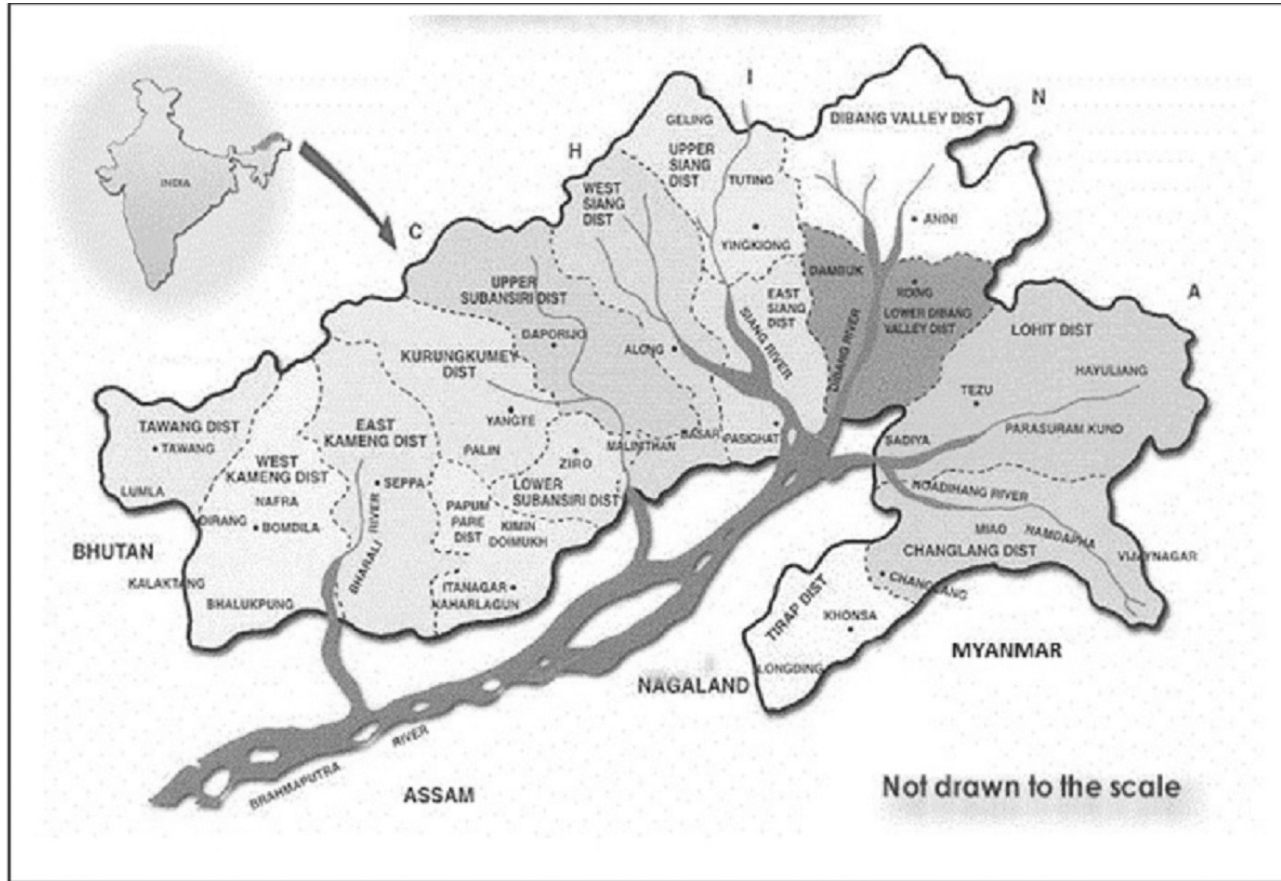 INDIA
C
H
I
N
A
GELING
UPPER
SIANG
DIST
TUTING
YINGKIONG
WEST
SIANG
DIST
DIBANG VALLEY DIST
ANINI
DAMBUK
ROING
LOWER DIBANG
VALLEY DIST
DIBANG RIVER
EAST
SIANG
DIST
SIANG RIVER
UPPER
SUBANSIRI DIST
DAPORIJO
ALONG
KURUNGKUMEY
DIST
LOHIT DIST
HAYULIANG
TEZU
PARASURAM KUND
SADIYA
TAWANG DIST
TAWANG
LUMLA
EAST
KAMENG DIST
WEST
KAMENG DIST
NAFRA
DIRANG
BOMDILA
SEPPA
YANGTE
PALIN
ZIRO
LOWER
SUBANSIRI DIST
MALINITHAN
BASAR
PASIGHAT
PAPUM
PARE
DIST
KIMIN
DOIMUKH
ITANAGAR
NAHARLAGUN
BHARALI RIVER
BHUTAN
KALAKTANG
BHALUKPUNG
NOADIHANG RIVER
MIAO
NAMDAPHA
CHANGLANG DIST
VIJAYNAGAR
CHANGLANG
TIRAP DIST
KHONSA
LONGDING
MYANMAR
NAGALAND
BRAHMAPUTRA RIVER
ASSAM
Not drawn to the scale